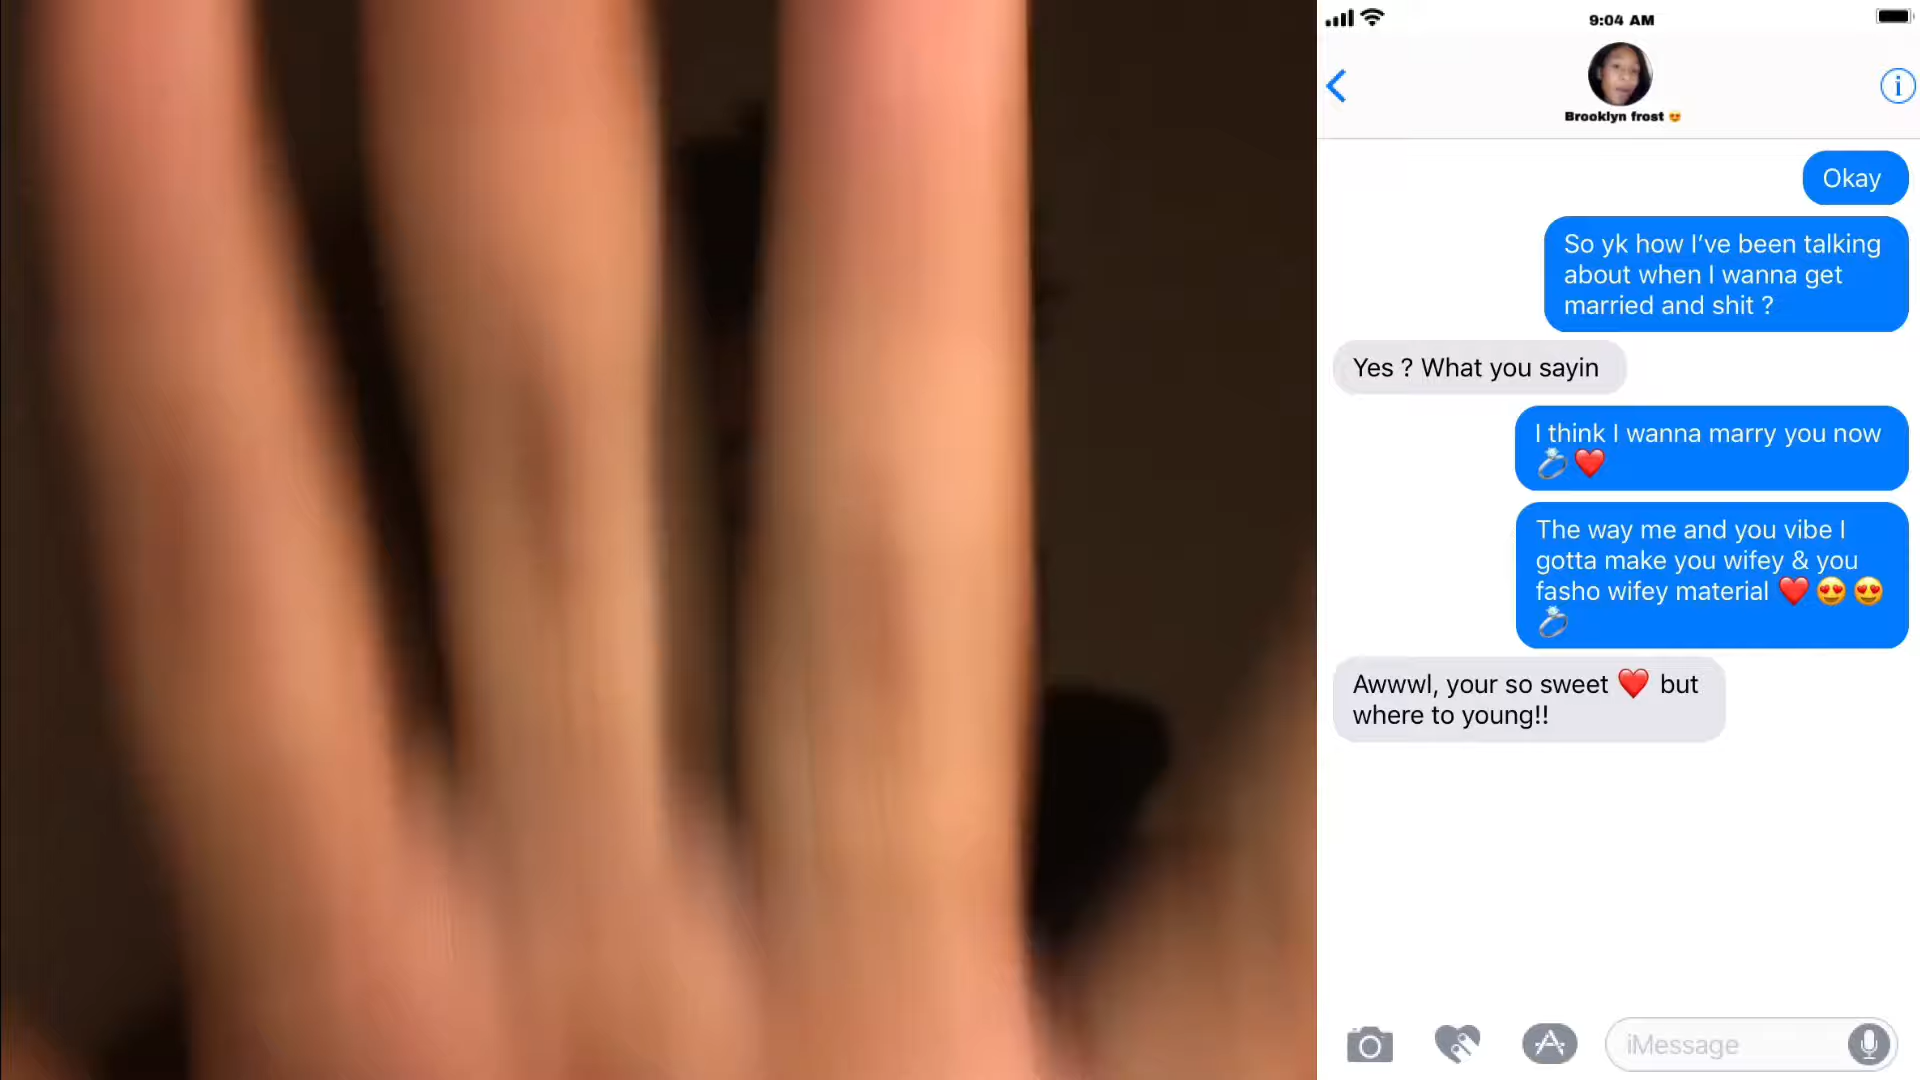 9:04 AM
Brooklyn frost 😍
Okay
So yk how I’ve been talking
about when I wanna get
married and shit ?
Yes ? What you sayin
I think I wanna marry you now
💍❤️
The way me and you vibe I
gotta make you wifey & you
fasho wifey material ❤️😍😍
💍
Awwwl, your so sweet ❤️ but
where to young!!
iMessage